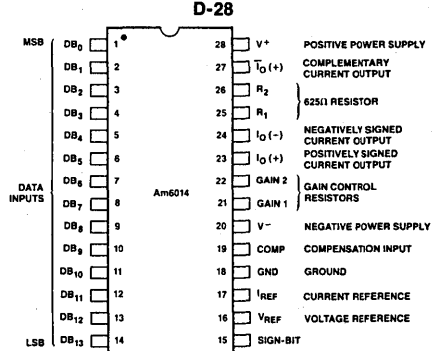 D-28
MSB DB0 1 28 V+ POSITIVE POWER SUPPLY
DB1 2 27 I̅O(+) COMPLEMENTARY CURRENT OUTPUT
DB2 3 26 R2
625Ω RESISTOR
DB3 4 25 R1
DB4 5 24 IO(−) NEGATIVELY SIGNED CURRENT OUTPUT
DB5 6 23 IO(+) POSITIVELY SIGNED CURRENT OUTPUT
DATA INPUTS
DB6 7 Am6014 22 GAIN 2
GAIN CONTROL RESISTORS
DB7 8 21 GAIN 1
DB8 9 20 V− NEGATIVE POWER SUPPLY
DB9 10 19 COMP COMPENSATION INPUT
DB10 11 18 GND GROUND
DB11 12 17 IREF CURRENT REFERENCE
DB12 13 16 VREF VOLTAGE REFERENCE
LSB DB13 14 15 SIGN-BIT